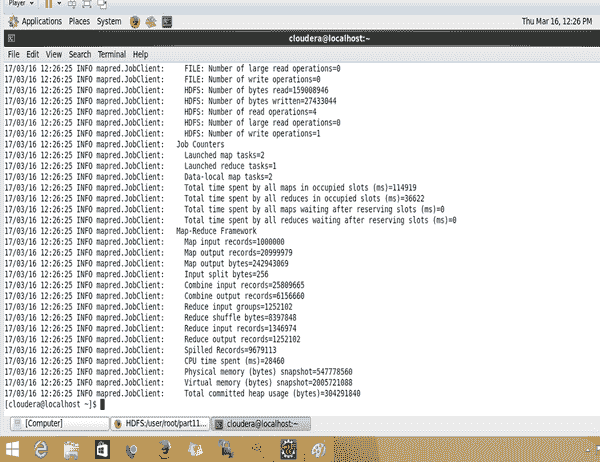 Player
Applications Places System
Thu Mar 16, 12:26 PM
cloudera@localhost:~
File Edit View Search Terminal Help
17/03/16 12:26:25 INFO mapred.JobClient: FILE: Number of large read operations=0
17/03/16 12:26:25 INFO mapred.JobClient: FILE: Number of write operations=0
17/03/16 12:26:25 INFO mapred.JobClient: HDFS: Number of bytes read=159008946
17/03/16 12:26:25 INFO mapred.JobClient: HDFS: Number of bytes written=27433044
17/03/16 12:26:25 INFO mapred.JobClient: HDFS: Number of read operations=4
17/03/16 12:26:25 INFO mapred.JobClient: HDFS: Number of large read operations=0
17/03/16 12:26:25 INFO mapred.JobClient: HDFS: Number of write operations=1
17/03/16 12:26:25 INFO mapred.JobClient: Job Counters
17/03/16 12:26:25 INFO mapred.JobClient: Launched map tasks=2
17/03/16 12:26:25 INFO mapred.JobClient: Launched reduce tasks=1
17/03/16 12:26:25 INFO mapred.JobClient: Data-local map tasks=2
17/03/16 12:26:25 INFO mapred.JobClient: Total time spent by all maps in occupied slots (ms)=114919
17/03/16 12:26:25 INFO mapred.JobClient: Total time spent by all reduces in occupied slots (ms)=36622
17/03/16 12:26:25 INFO mapred.JobClient: Total time spent by all maps waiting after reserving slots (ms)=0
17/03/16 12:26:25 INFO mapred.JobClient: Total time spent by all reduces waiting after reserving slots (ms)=0
17/03/16 12:26:25 INFO mapred.JobClient: Map-Reduce Framework
17/03/16 12:26:25 INFO mapred.JobClient: Map input records=1000000
17/03/16 12:26:25 INFO mapred.JobClient: Map output records=20999979
17/03/16 12:26:25 INFO mapred.JobClient: Map output bytes=242943069
17/03/16 12:26:25 INFO mapred.JobClient: Input split bytes=256
17/03/16 12:26:25 INFO mapred.JobClient: Combine input records=25809665
17/03/16 12:26:25 INFO mapred.JobClient: Combine output records=6156660
17/03/16 12:26:25 INFO mapred.JobClient: Reduce input groups=1252102
17/03/16 12:26:25 INFO mapred.JobClient: Reduce shuffle bytes=8397848
17/03/16 12:26:25 INFO mapred.JobClient: Reduce input records=1346974
17/03/16 12:26:25 INFO mapred.JobClient: Reduce output records=1252102
17/03/16 12:26:25 INFO mapred.JobClient: Spilled Records=9679113
17/03/16 12:26:25 INFO mapred.JobClient: CPU time spent (ms)=28460
17/03/16 12:26:25 INFO mapred.JobClient: Physical memory (bytes) snapshot=547778560
17/03/16 12:26:25 INFO mapred.JobClient: Virtual memory (bytes) snapshot=2005721088
17/03/16 12:26:25 INFO mapred.JobClient: Total committed heap usage (bytes)=304291840
[cloudera@localhost ~]$
[Computer]
HDFS:/user/root/part11...
cloudera@localhost:~